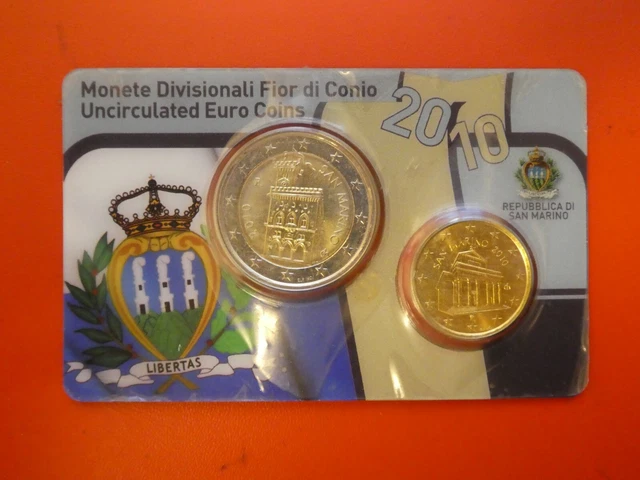 Monete Divisionali Fior di Conio
Uncirculated Euro Coins
2010
REPUBBLICA DI
SAN MARINO
SAN MARINO
2010
SAN MARINO 2010
LIBERTAS